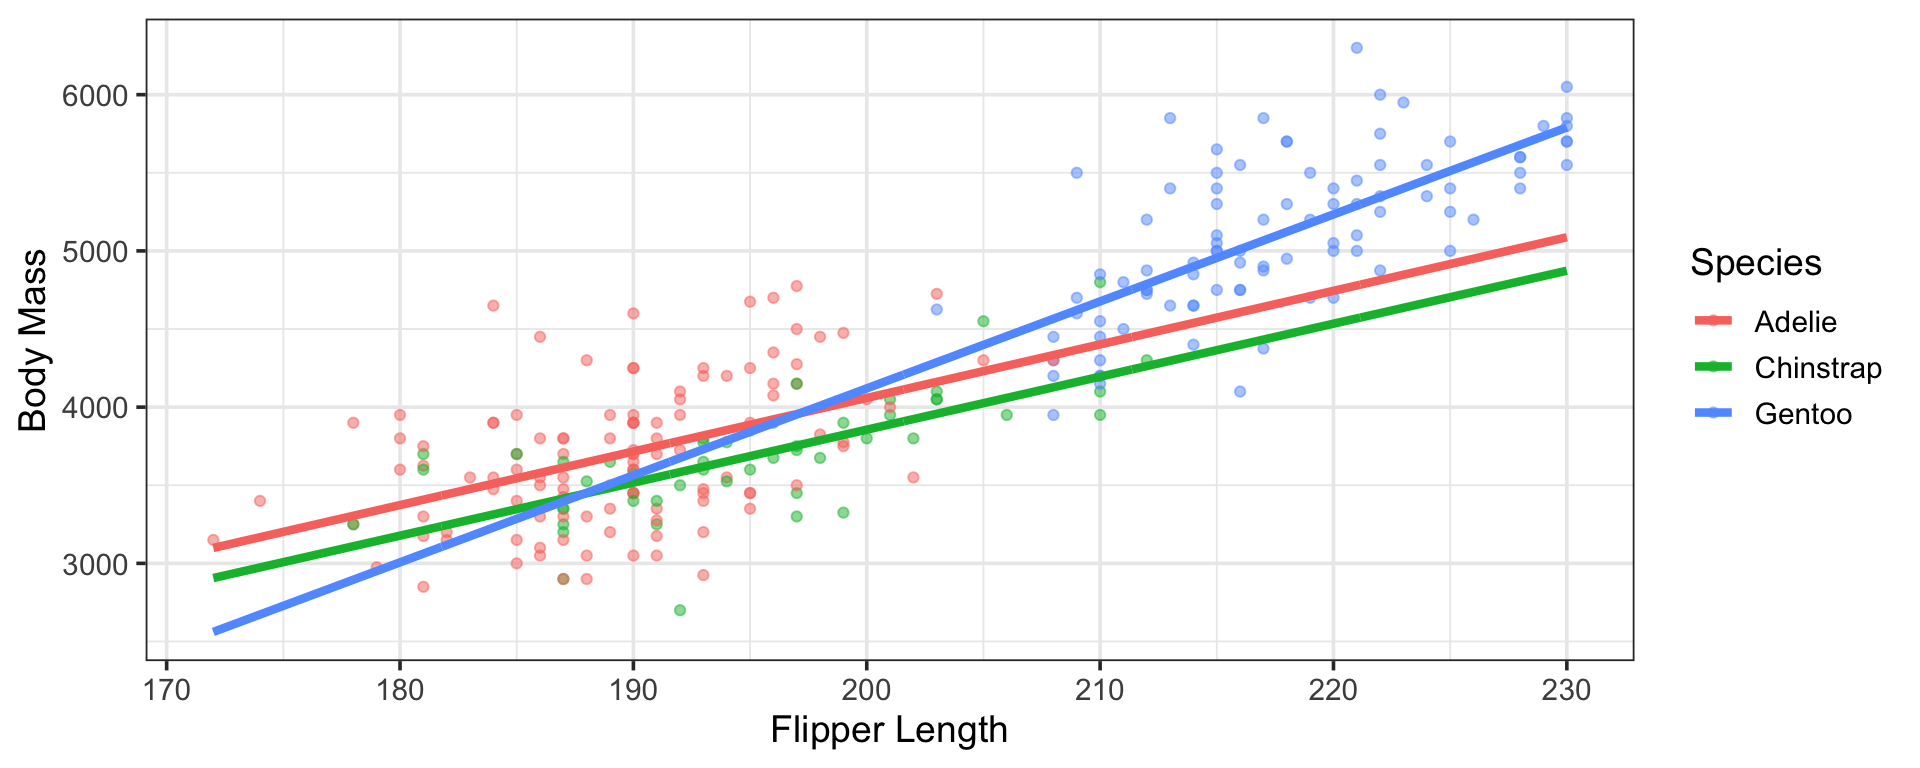 6000
5000
4000
3000
Body Mass
170 180 190 200 210 220 230
Flipper Length
Species
Adelie
Chinstrap
Gentoo